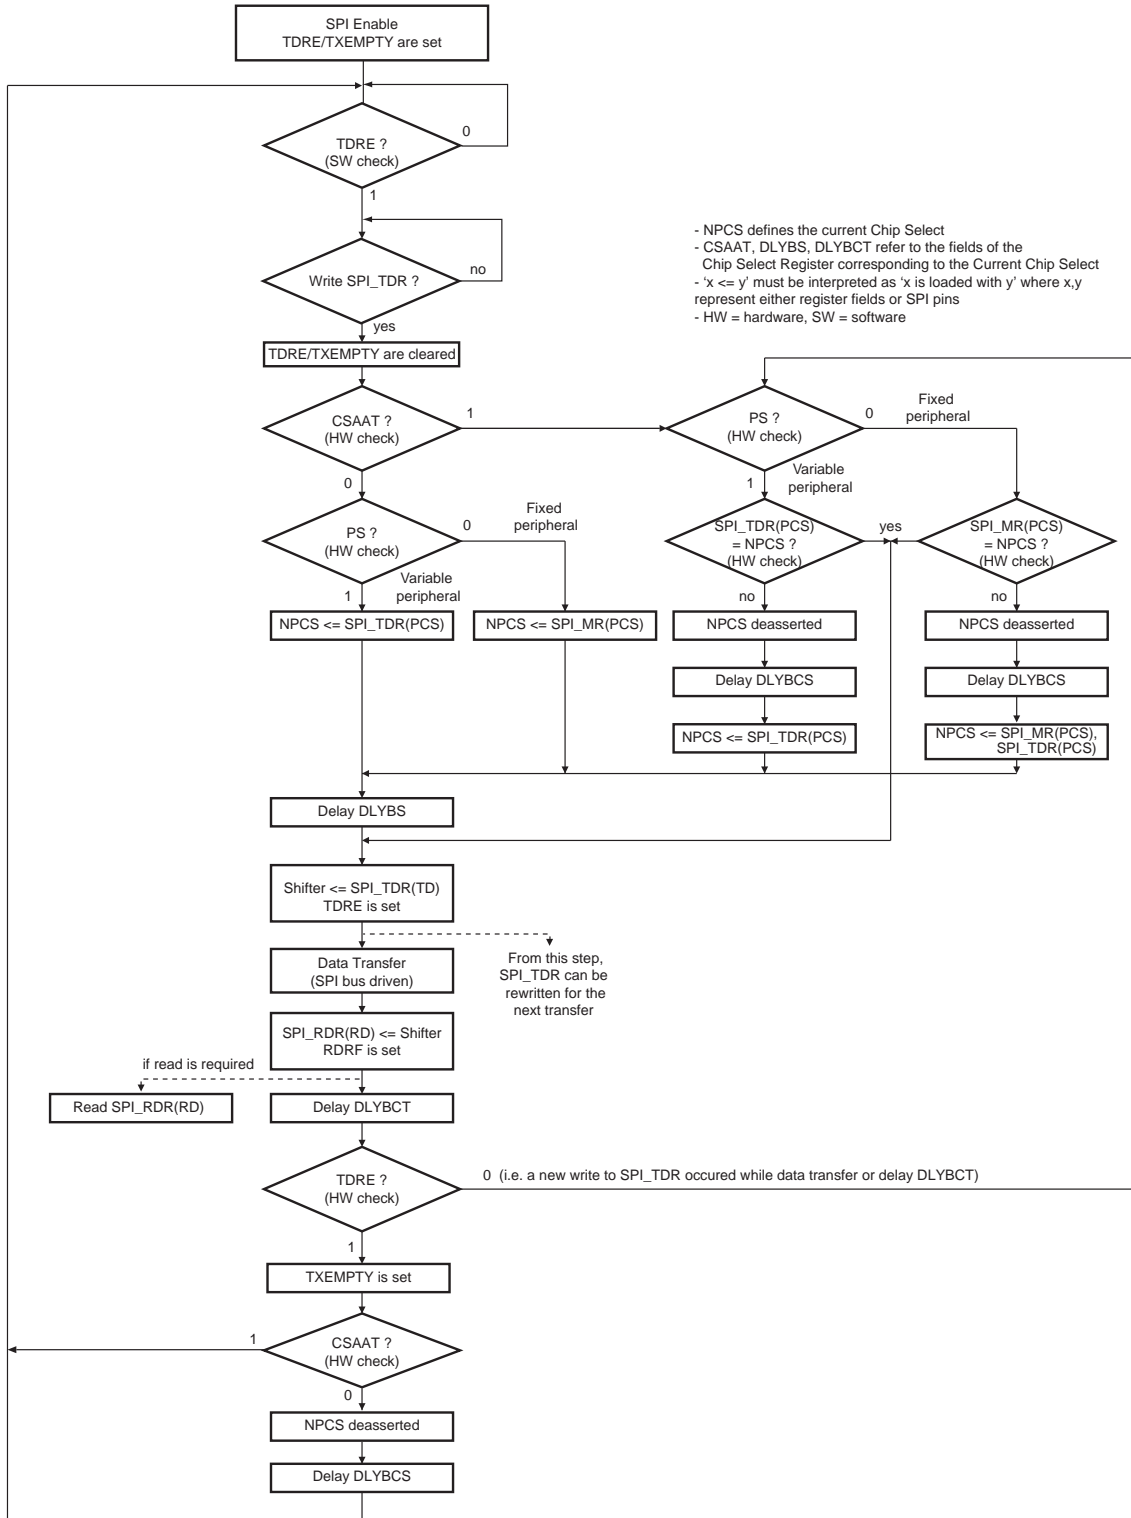 SPI Enable
TDRE/TXEMPTY are set
TDRE ?
(SW check)
0
1
Write SPI_TDR ?
no
yes
- NPCS defines the current Chip Select
- CSAAT, DLYBS, DLYBCT refer to the fields of the
Chip Select Register corresponding to the Current Chip Select
- ‘x <= y’ must be interpreted as ‘x is loaded with y’ where x,y
represent either register fields or SPI pins
- HW = hardware, SW = software
TDRE/TXEMPTY are cleared
CSAAT ?
(HW check)
1
0
PS ?
(HW check)
0
Fixed
peripheral
1
Variable
peripheral
PS ?
(HW check)
0
Fixed
peripheral
1
Variable
peripheral
SPI_TDR(PCS)
= NPCS ?
(HW check)
yes
no
SPI_MR(PCS)
= NPCS ?
(HW check)
no
NPCS <= SPI_TDR(PCS)
NPCS <= SPI_MR(PCS)
NPCS deasserted
NPCS deasserted
Delay DLYBCS
Delay DLYBCS
NPCS <= SPI_TDR(PCS)
NPCS <= SPI_MR(PCS),
SPI_TDR(PCS)
Delay DLYBS
Shifter <= SPI_TDR(TD)
TDRE is set
Data Transfer
(SPI bus driven)
From this step,
SPI_TDR can be
rewritten for the
next transfer
SPI_RDR(RD) <= Shifter
RDRF is set
if read is required
Read SPI_RDR(RD)
Delay DLYBCT
TDRE ?
(HW check)
0 (i.e. a new write to SPI_TDR occured while data transfer or delay DLYBCT)
1
TXEMPTY is set
CSAAT ?
(HW check)
1
0
NPCS deasserted
Delay DLYBCS